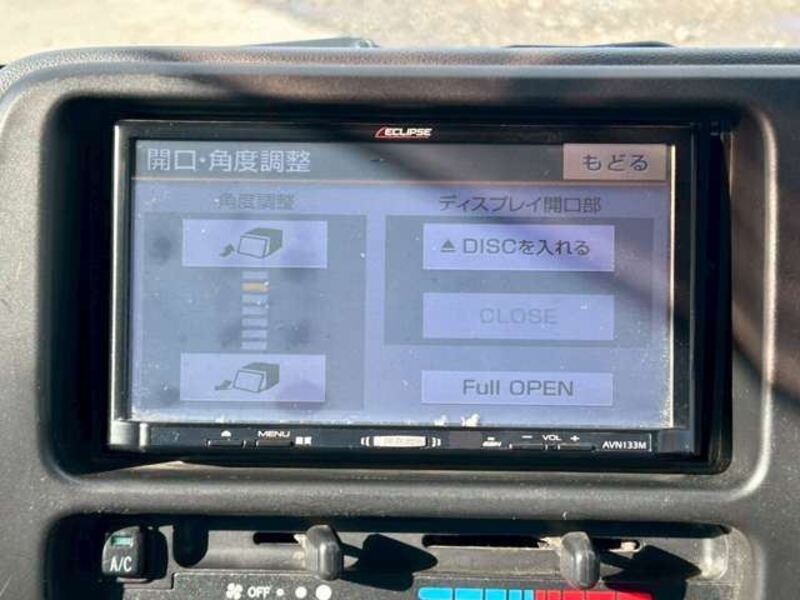 ECLIPSE
開口・角度調整
もどる
角度調整
ディスプレイ開口部
▲DISCを入れる
CLOSE
Full OPEN
MENU
− VOL +
AVN133M
A/C
OFF